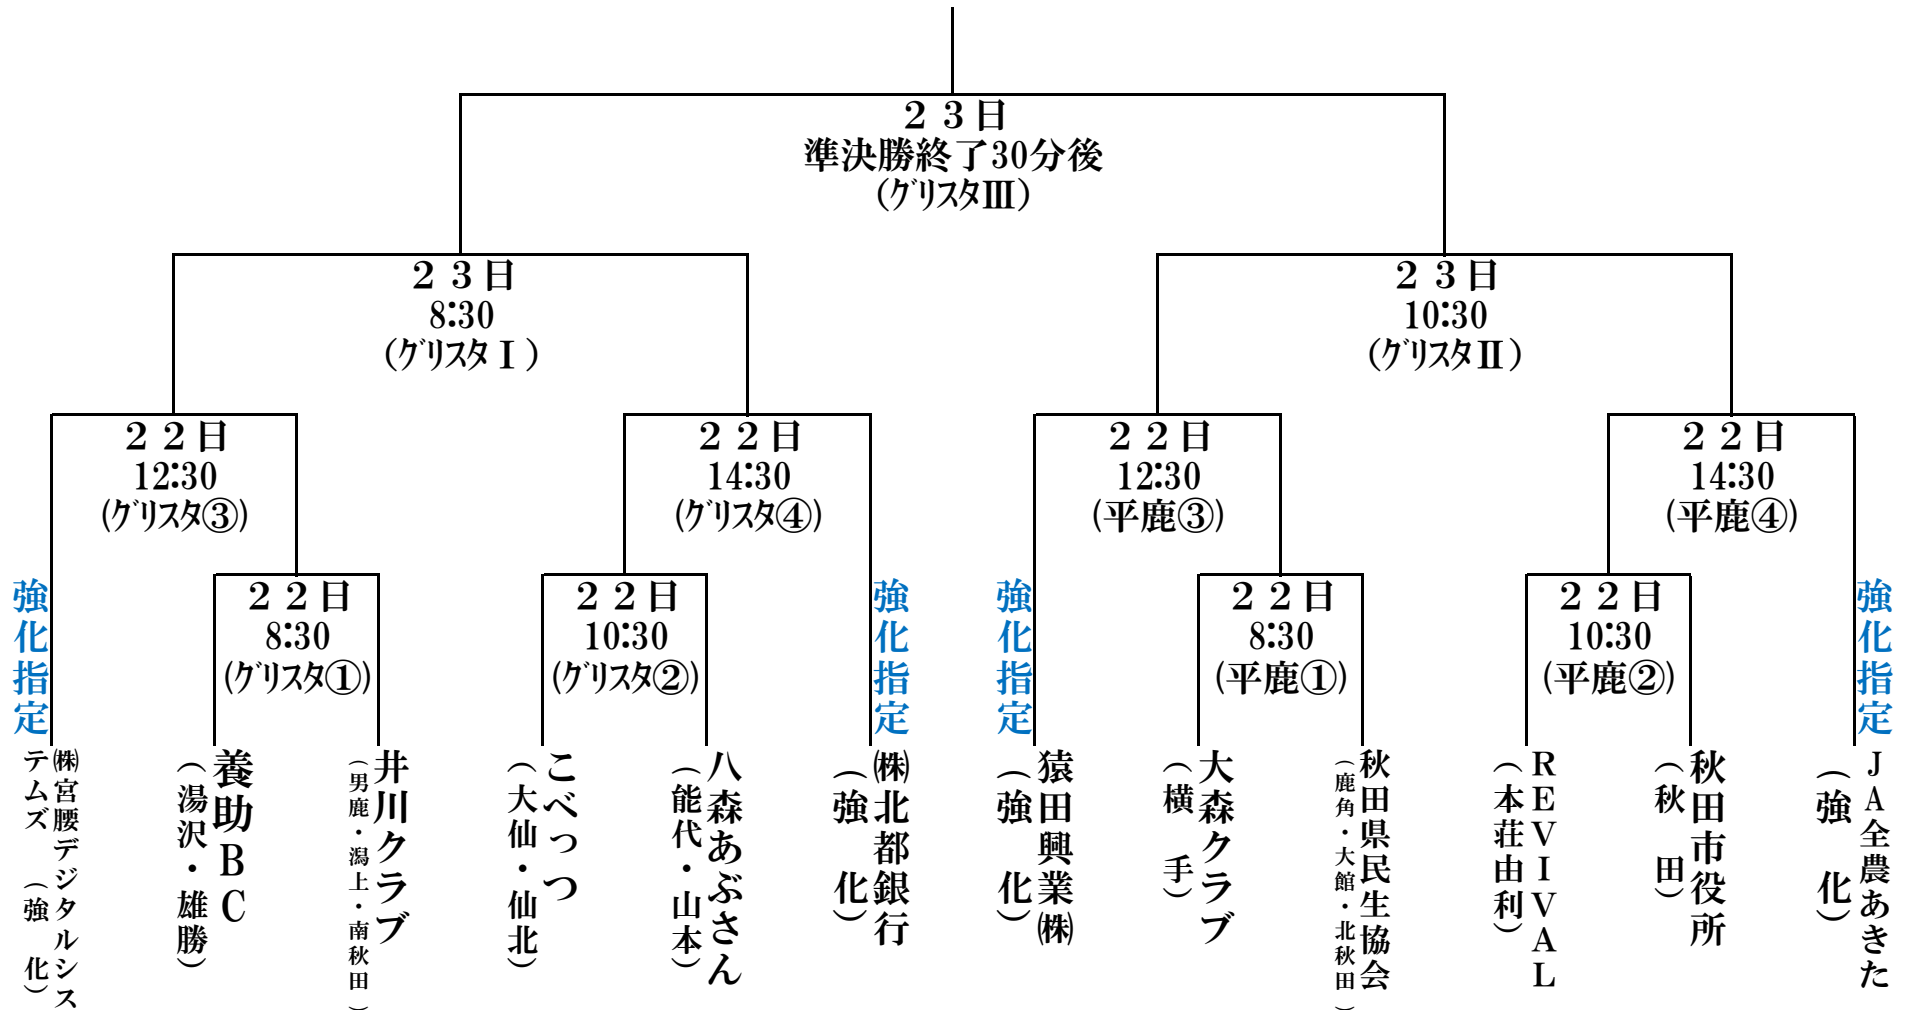 ２３日
準決勝終了30分後
(ｸﾞﾘｽﾀⅢ)
２３日
8:30
(ｸﾞﾘｽﾀⅠ)
２３日
10:30
(ｸﾞﾘｽﾀⅡ)
２２日
12:30
(ｸﾞﾘｽﾀ③)
２２日
14:30
(ｸﾞﾘｽﾀ④)
２２日
12:30
(平鹿③)
２２日
14:30
(平鹿④)
２２日
8:30
(ｸﾞﾘｽﾀ①)
２２日
10:30
(ｸﾞﾘｽﾀ②)
２２日
8:30
(平鹿①)
２２日
10:30
(平鹿②)
強化指定
強化指定
強化指定
強化指定
㈱宮腰デジタルシス
テムズ（強　化）
養助ＢＣ
（湯沢・雄勝）
井川クラブ
（男鹿・潟上・南秋田）
こべっつ
（大仙・仙北）
八森あぶさん
（能代・山本）
㈱北都銀行
（強　化）
猿田興業㈱
（強　化）
大森クラブ
（横　手）
秋田県民生協会
（鹿角・大館・北秋田）
ＲＥＶＩＶＡＬ
（本荘由利）
秋田市役所
（秋　田）
ＪＡ全農あきた
（強　化）